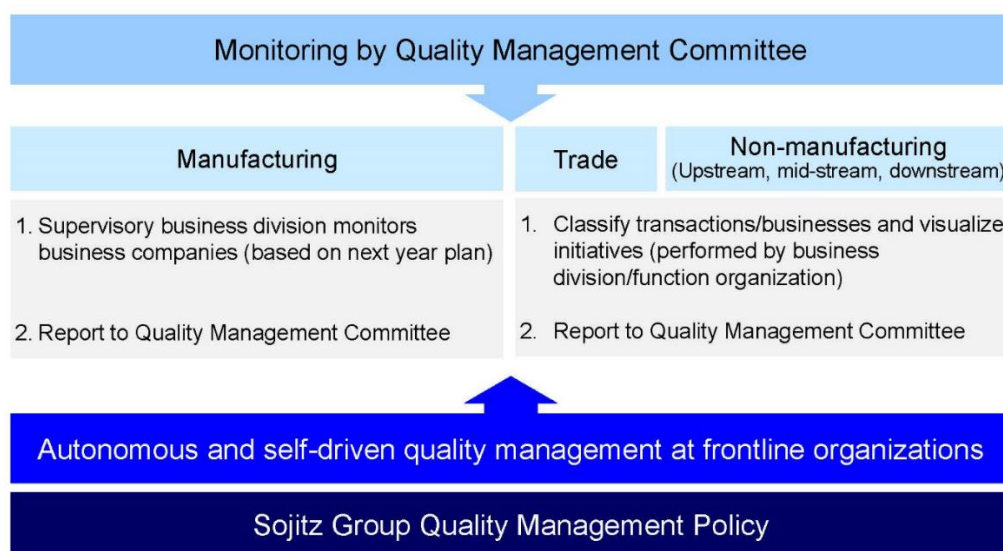 Monitoring by Quality Management Committee
Manufacturing
1. Supervisory business division monitors
business companies (based on next year plan)
2. Report to Quality Management Committee
Trade
Non-manufacturing
(Upstream, mid-stream, downstream)
1. Classify transactions/businesses and visualize
initiatives (performed by business
division/function organization)
2. Report to Quality Management Committee
Autonomous and self-driven quality management at frontline organizations
Sojitz Group Quality Management Policy